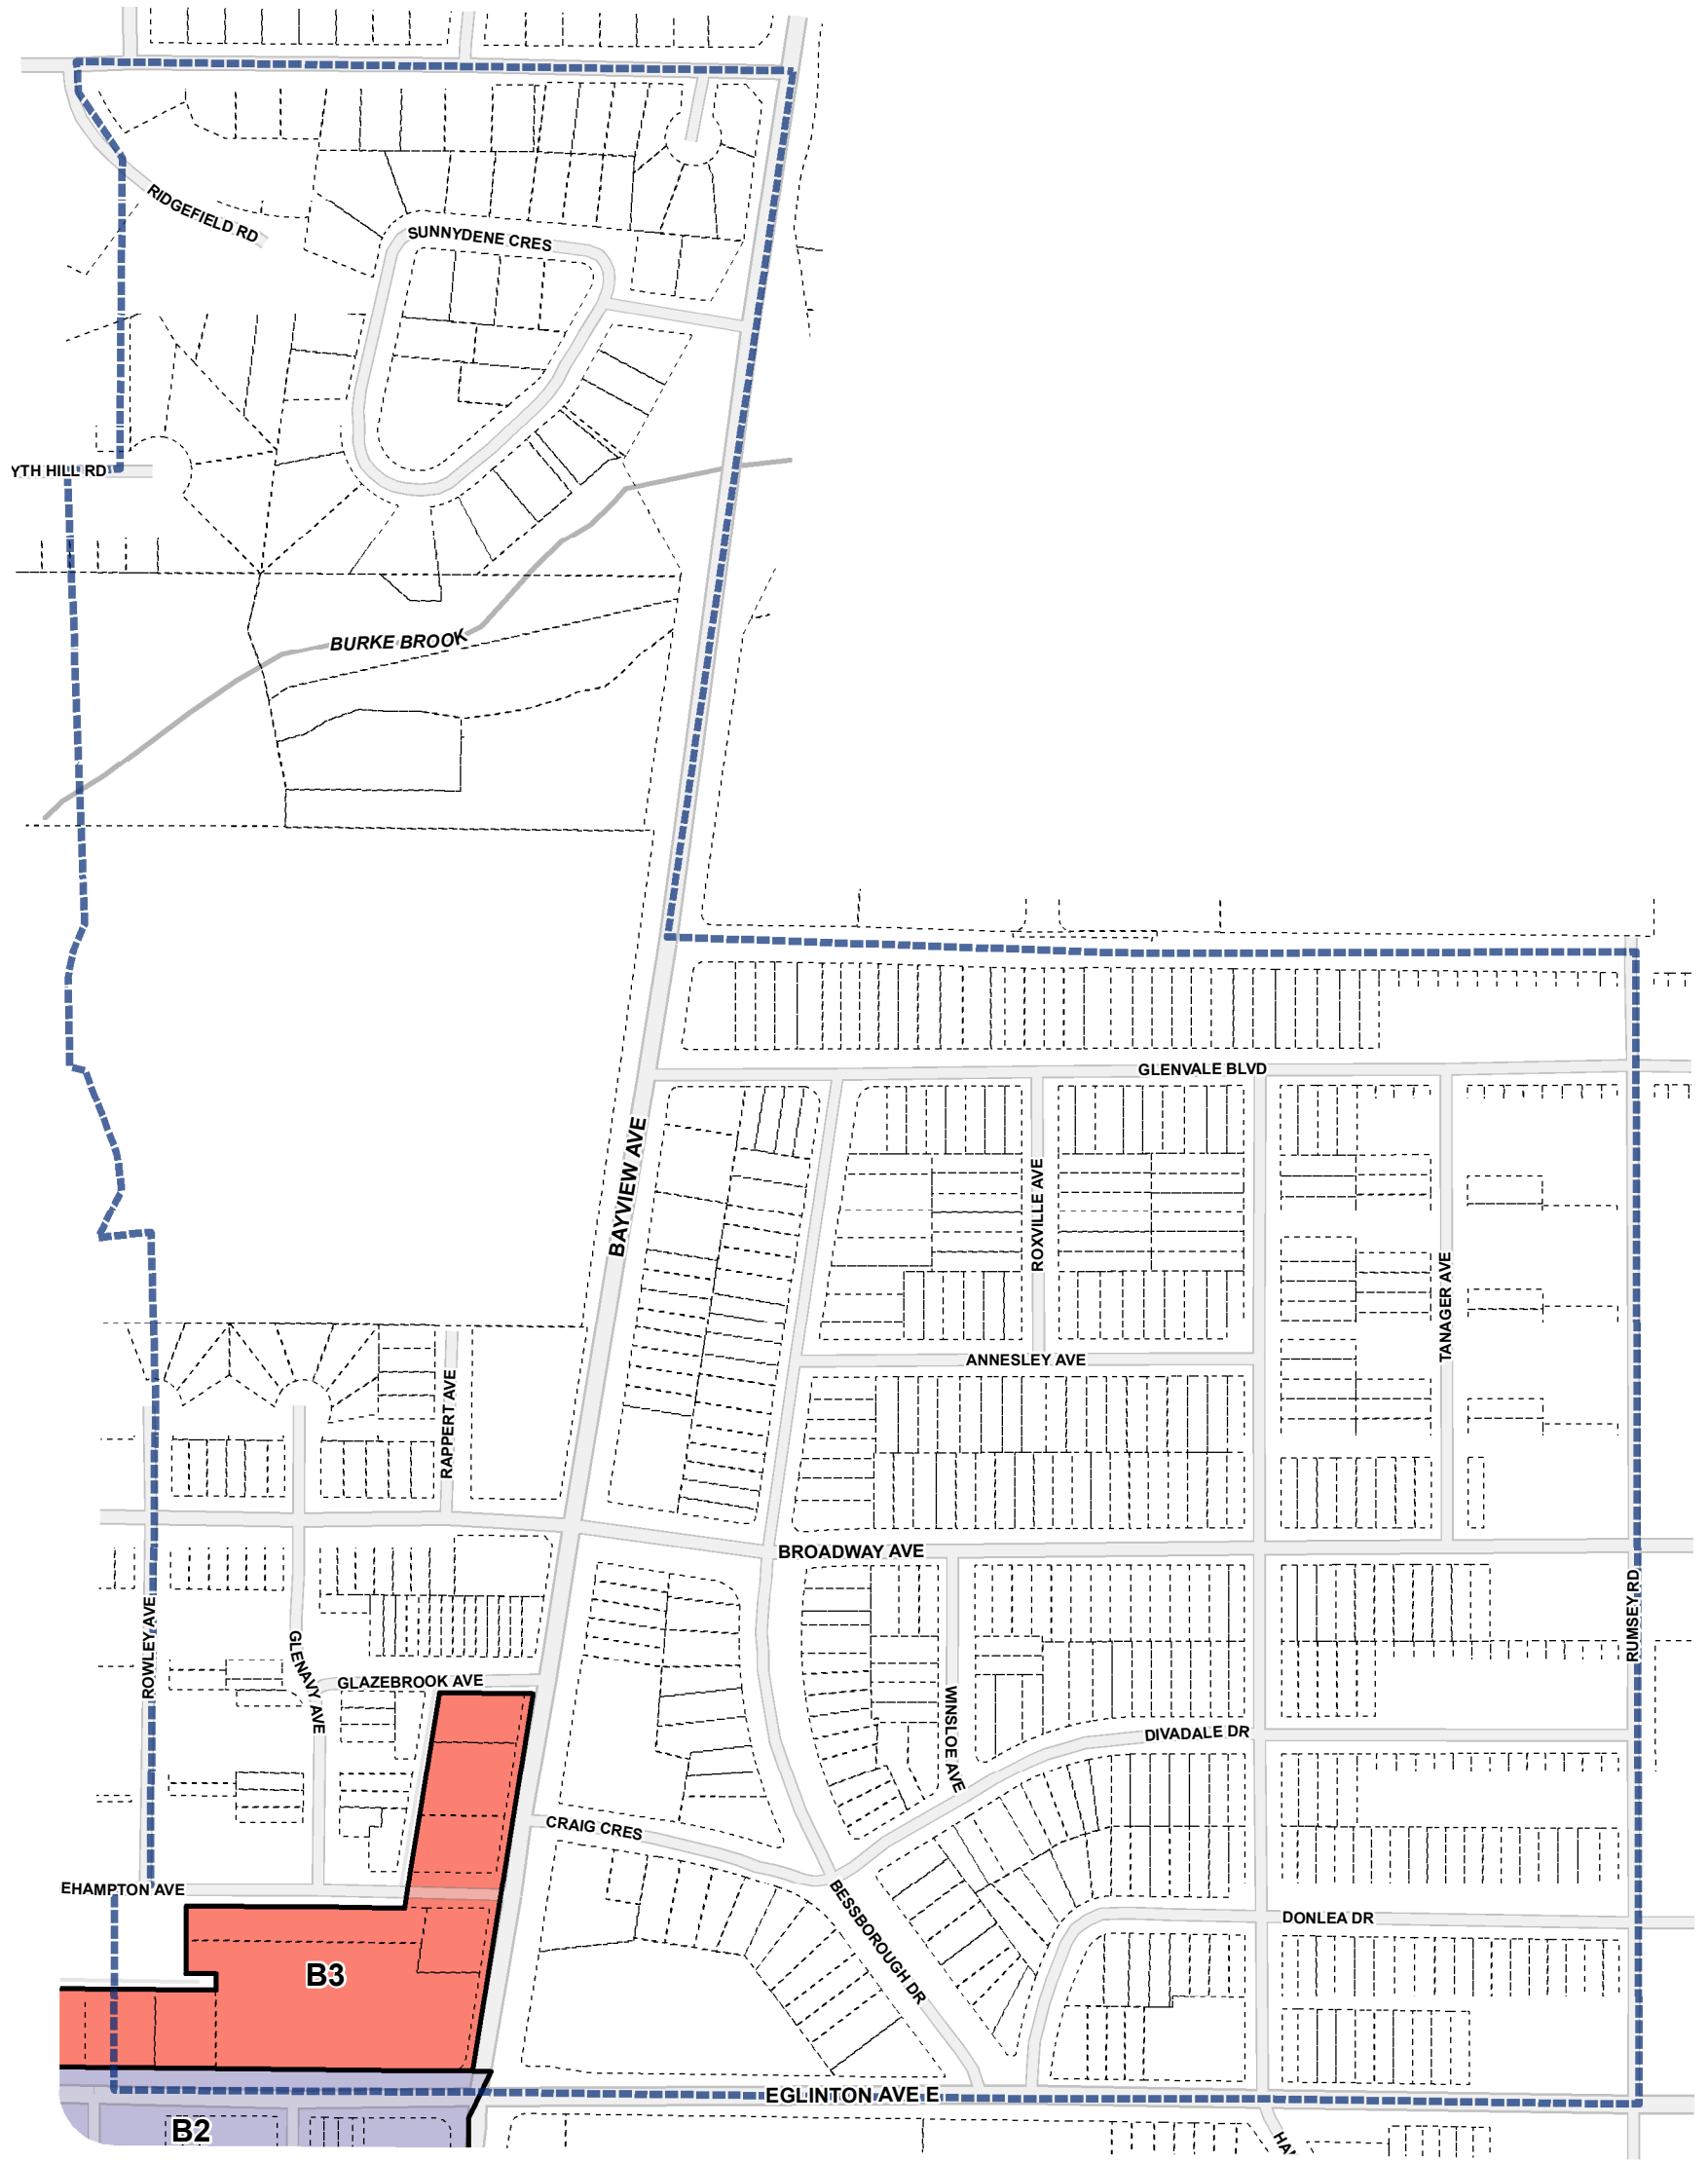 RIDGEFIELD RD
SUNNYDENE CRES
YTH HILL RD
BURKE BROOK
GLENVALE BLVD
BAYVIEW AVE
ROXVILLE AVE
TANAGER AVE
ANNESLEY AVE
RAPPERT AVE
BROADWAY AVE
ROWLEY AVE
RUMSEY RD
GLENAVY AVE
GLAZEBROOK AVE
WINSLOE AVE
DIVADALE DR
CRAIG CRES
EHAMPTON AVE
BESSBOROUGH DR
DONLEA DR
B3
EGLINTON AVE E
B2